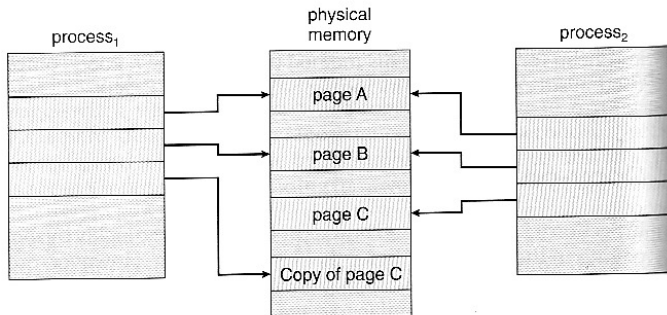 process₁
physical
memory
process₂
page A
page B
page C
Copy of page C